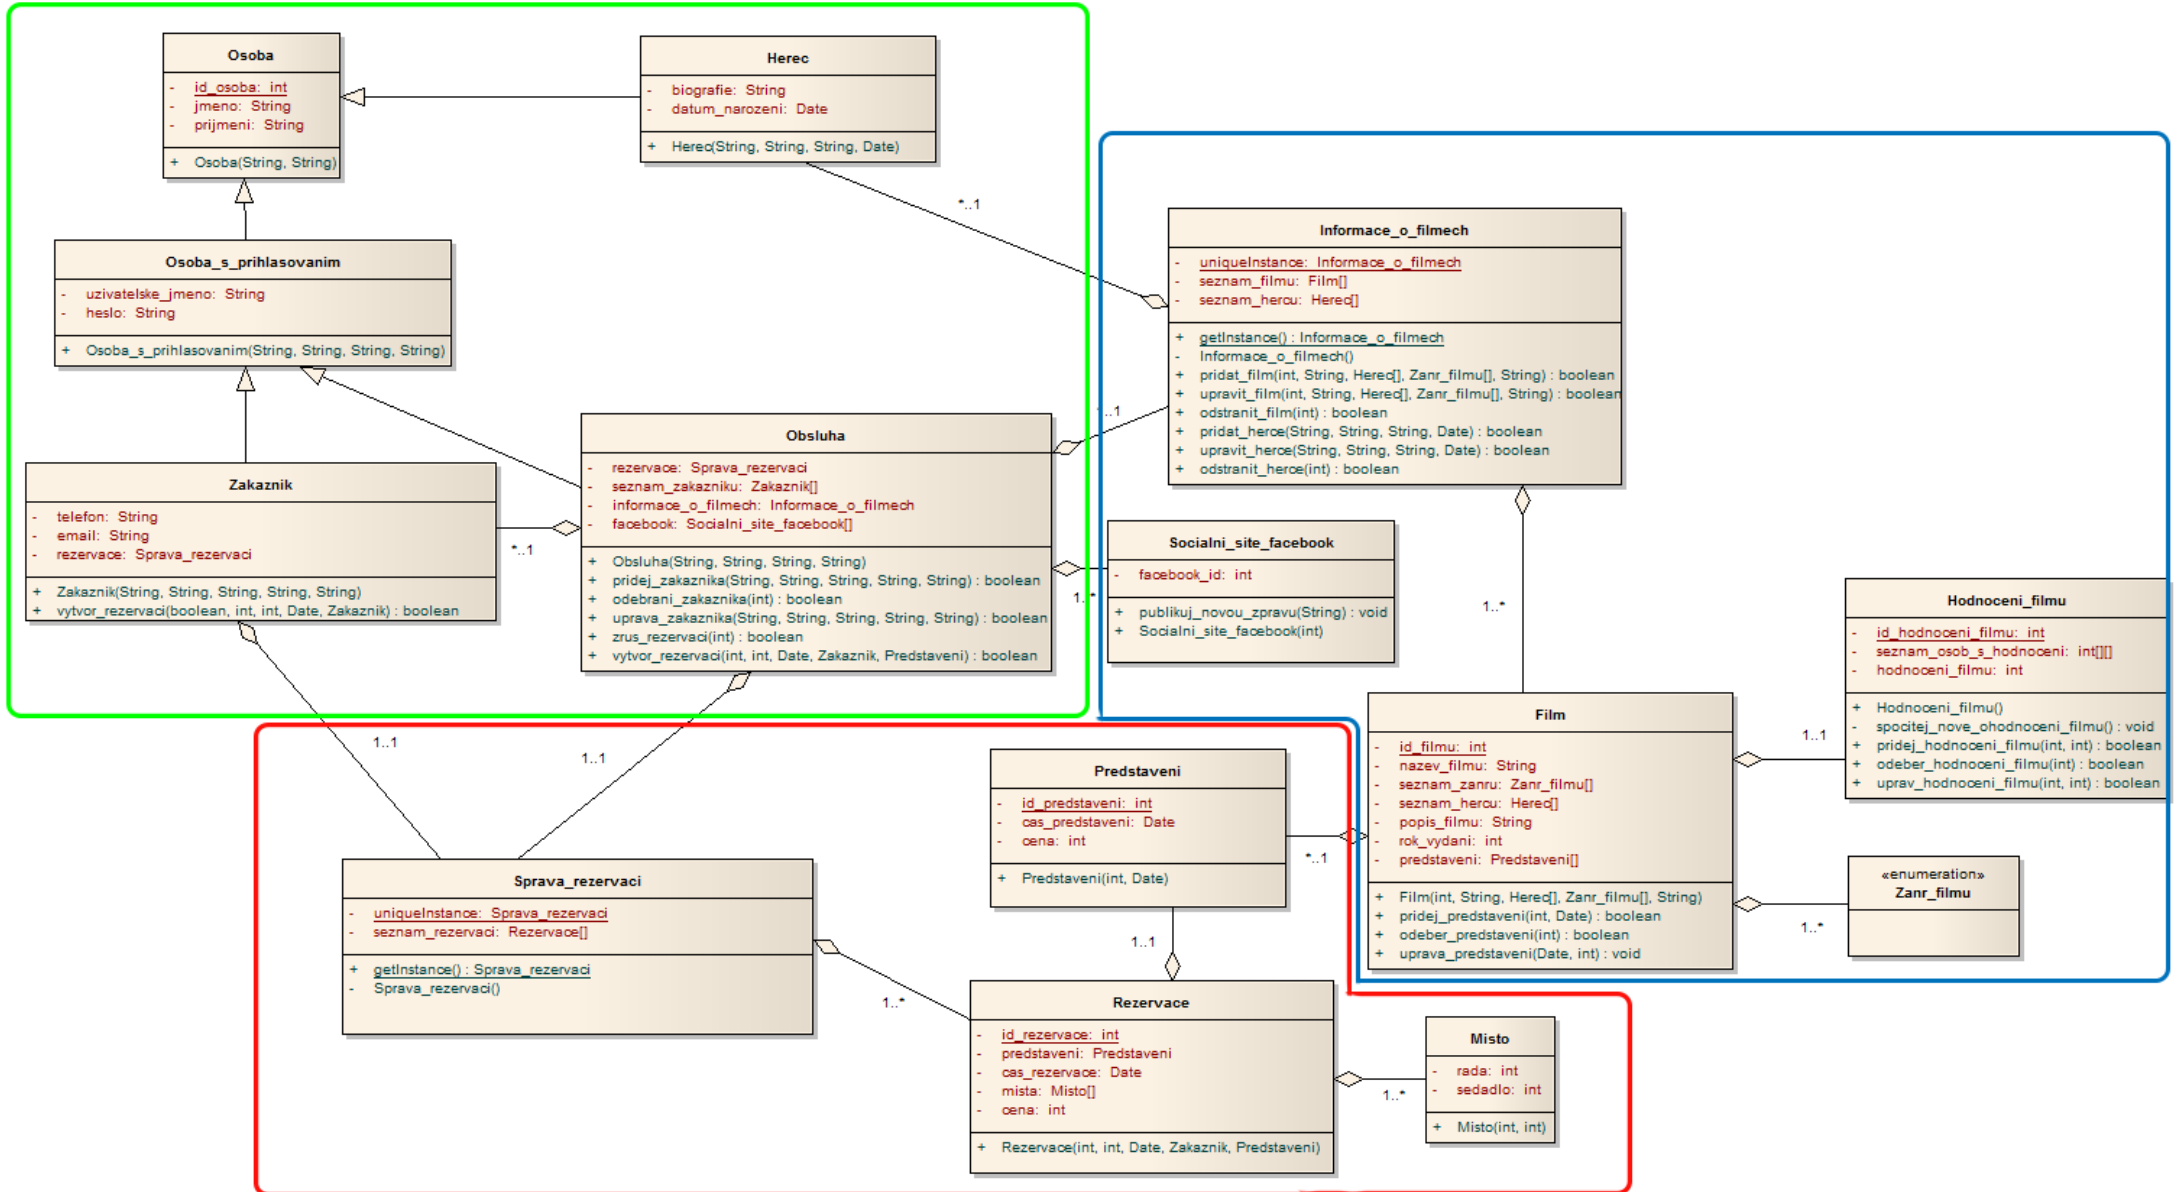 Osoba
- id_osoba: int
- jmeno: String
- prijmeni: String
+ Osoba(String, String)
Herec
- biografie: String
- datum_narozeni: Date
+ Herec(String, String, String, Date)
*..1
Osoba_s_prihlasovanim
- uzivatelske_jmeno: String
- heslo: String
+ Osoba_s_prihlasovanim(String, String, String, String)
Informace_o_filmech
- uniqueInstance: Informace_o_filmech
- seznam_filmu: Film[]
- seznam_hercu: Herec[]
+ getInstance() : Informace_o_filmech
- Informace_o_filmech()
+ pridat_film(int, String, Herec[], Zanr_filmu[], String) : boolean
+ upravit_film(int, String, Herec[], Zanr_filmu[], String) : boolean
+ odstranit_film(int) : boolean
+ pridat_herce(String, String, String, Date) : boolean
+ upravit_herce(String, String, String, Date) : boolean
+ odstranit_herce(int) : boolean
Zakaznik
- telefon: String
- email: String
- rezervace: Sprava_rezervaci
+ Zakaznik(String, String, String, String, String)
+ vytvor_rezervaci(boolean, int, int, Date, Zakaznik) : boolean
*..1
Obsluha
- rezervace: Sprava_rezervaci
- seznam_zakazniku: Zakaznik[]
- informace_o_filmech: Informace_o_filmech
- facebook: Socialni_site_facebook[]
+ Obsluha(String, String, String, String)
+ pridej_zakaznika(String, String, String, String, String) : boolean
+ odebrani_zakaznika(int) : boolean
+ uprava_zakaznika(String, String, String, String, String) : boolean
+ zrus_rezervaci(int) : boolean
+ vytvor_rezervaci(int, int, Date, Zakaznik, Predstaveni) : boolean
..1
1..*
Socialni_site_facebook
- facebook_id: int
+ publikuj_novou_zpravu(String) : void
+ Socialni_site_facebook(int)
1..*
Hodnoceni_filmu
- id_hodnoceni_filmu: int
- seznam_osob_s_hodnoceni: int[][]
- hodnoceni_filmu: int
+ Hodnoceni_filmu()
- spocitej_nove_ohodnoceni_filmu() : void
+ pridej_hodnoceni_filmu(int, int) : boolean
+ odeber_hodnoceni_filmu(int) : boolean
+ uprav_hodnoceni_filmu(int, int) : boolean
Film
- id_filmu: int
- nazev_filmu: String
- seznam_zanru: Zanr_filmu[]
- seznam_hercu: Herec[]
- popis_filmu: String
- rok_vydani: int
- predstaveni: Predstaveni[]
+ Film(int, String, Herec[], Zanr_filmu[], String)
+ pridej_predstaveni(int, Date) : boolean
+ odeber_predstaveni(int) : boolean
+ uprava_predstaveni(Date, int) : void
1..1
1..*
«enumeration»
Zanr_filmu
1..1
1..1
Predstaveni
- id_predstaveni: int
- cas_predstaveni: Date
- cena: int
+ Predstaveni(int, Date)
*..1
1..1
Sprava_rezervaci
- uniqueInstance: Sprava_rezervaci
- seznam_rezervaci: Rezervace[]
+ getInstance() : Sprava_rezervaci
- Sprava_rezervaci()
1..*
Rezervace
- id_rezervace: int
- predstaveni: Predstaveni
- cas_rezervace: Date
- mista: Misto[]
- cena: int
+ Rezervace(int, int, Date, Zakaznik, Predstaveni)
1..*
Misto
- rada: int
- sedadlo: int
+ Misto(int, int)